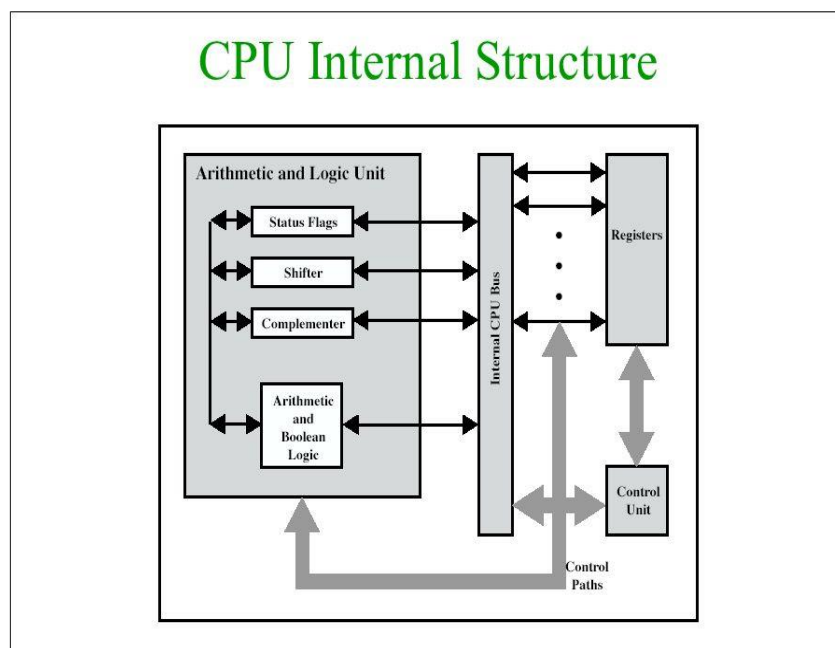 CPU Internal Structure
Arithmetic and Logic Unit
Status Flags
Shifter
Complementer
Arithmetic
and
Boolean
Logic
Internal CPU Bus
Registers
Control
Unit
Control
Paths